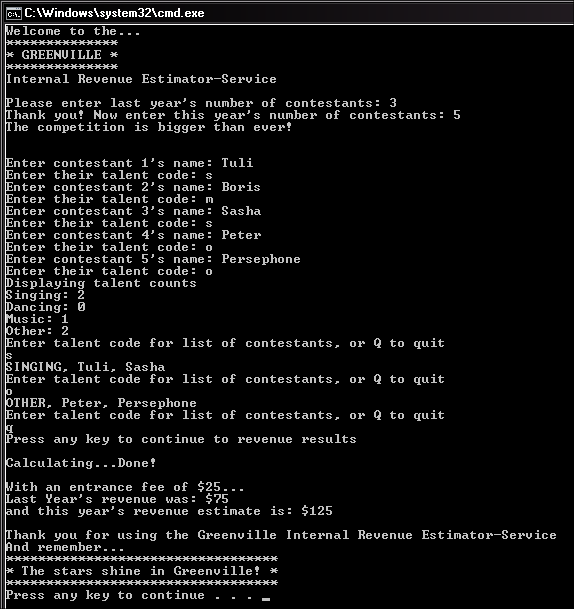 C:\Windows\system32\cmd.exe
Welcome to the...
**************
* GREENVILLE *
**************
Internal Revenue Estimator-Service
Please enter last year's number of contestants: 3
Thank you! Now enter this year's number of contestants: 5
The competition is bigger than ever!
Enter contestant 1's name: Tuli
Enter their talent code: s
Enter contestant 2's name: Boris
Enter their talent code: m
Enter contestant 3's name: Sasha
Enter their talent code: s
Enter contestant 4's name: Peter
Enter their talent code: o
Enter contestant 5's name: Persephone
Enter their talent code: o
Displaying talent counts
Singing: 2
Dancing: 0
Music: 1
Other: 2
Enter talent code for list of contestants, or Q to quit
s
SINGING, Tuli, Sasha
Enter talent code for list of contestants, or Q to quit
o
OTHER, Peter, Persephone
Enter talent code for list of contestants, or Q to quit
q
Press any key to continue to revenue results
Calculating...Done!
With an entrance fee of $25...
Last Year's revenue was: $75
and this year's revenue estimate is: $125
Thank you for using the Greenville Internal Revenue Estimator-Service
And remember...
**********************************
* The stars shine in Greenville! *
**********************************
Press any key to continue . . . _